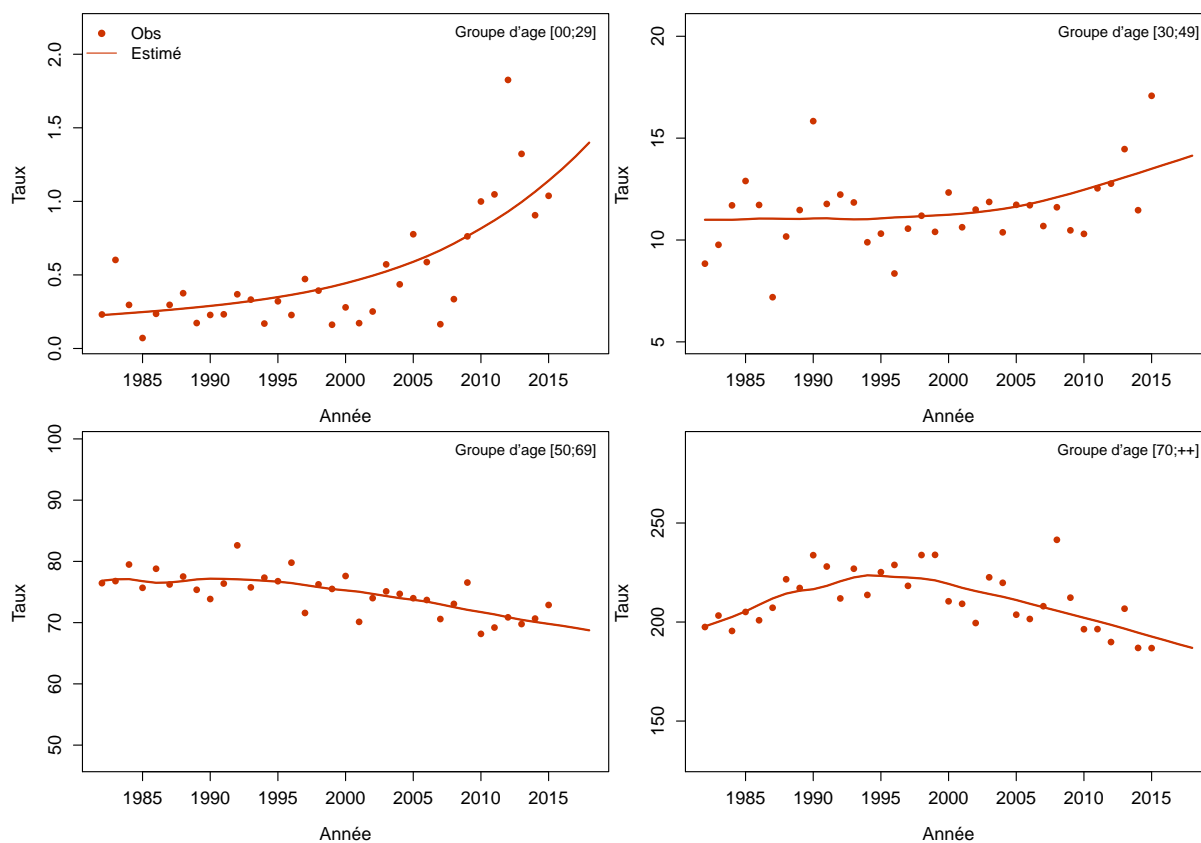 Obs
Estimé
Groupe d'age [00;29]
Taux
0.0 0.5 1.0 1.5 2.0
1985 1990 1995 2000 2005 2010 2015
Année
Groupe d'age [30;49]
Taux
5 10 15 20
1985 1990 1995 2000 2005 2010 2015
Année
Groupe d'age [50;69]
Taux
50 60 70 80 90 100
1985 1990 1995 2000 2005 2010 2015
Année
Groupe d'age [70;++]
Taux
150 200 250
1985 1990 1995 2000 2005 2010 2015
Année